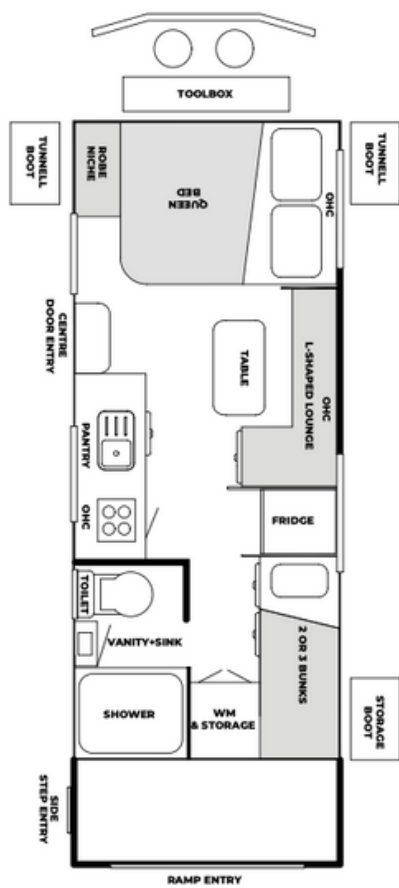 TOOLBOX
TUNNELL
BOOT
ROBE
NICHE
QUEEN
BED
OHC
TUNNELL
BOOT
CENTRE
DOOR ENTRY
TABLE
L-SHAPED LOUNGE
OHC
PANTRY
OHC
FRIDGE
TOILET
VANITY+SINK
2 OR 3 BUNKS
SHOWER
WM
& STORAGE
STORAGE
BOOT
SIDE
STEP ENTRY
RAMP ENTRY